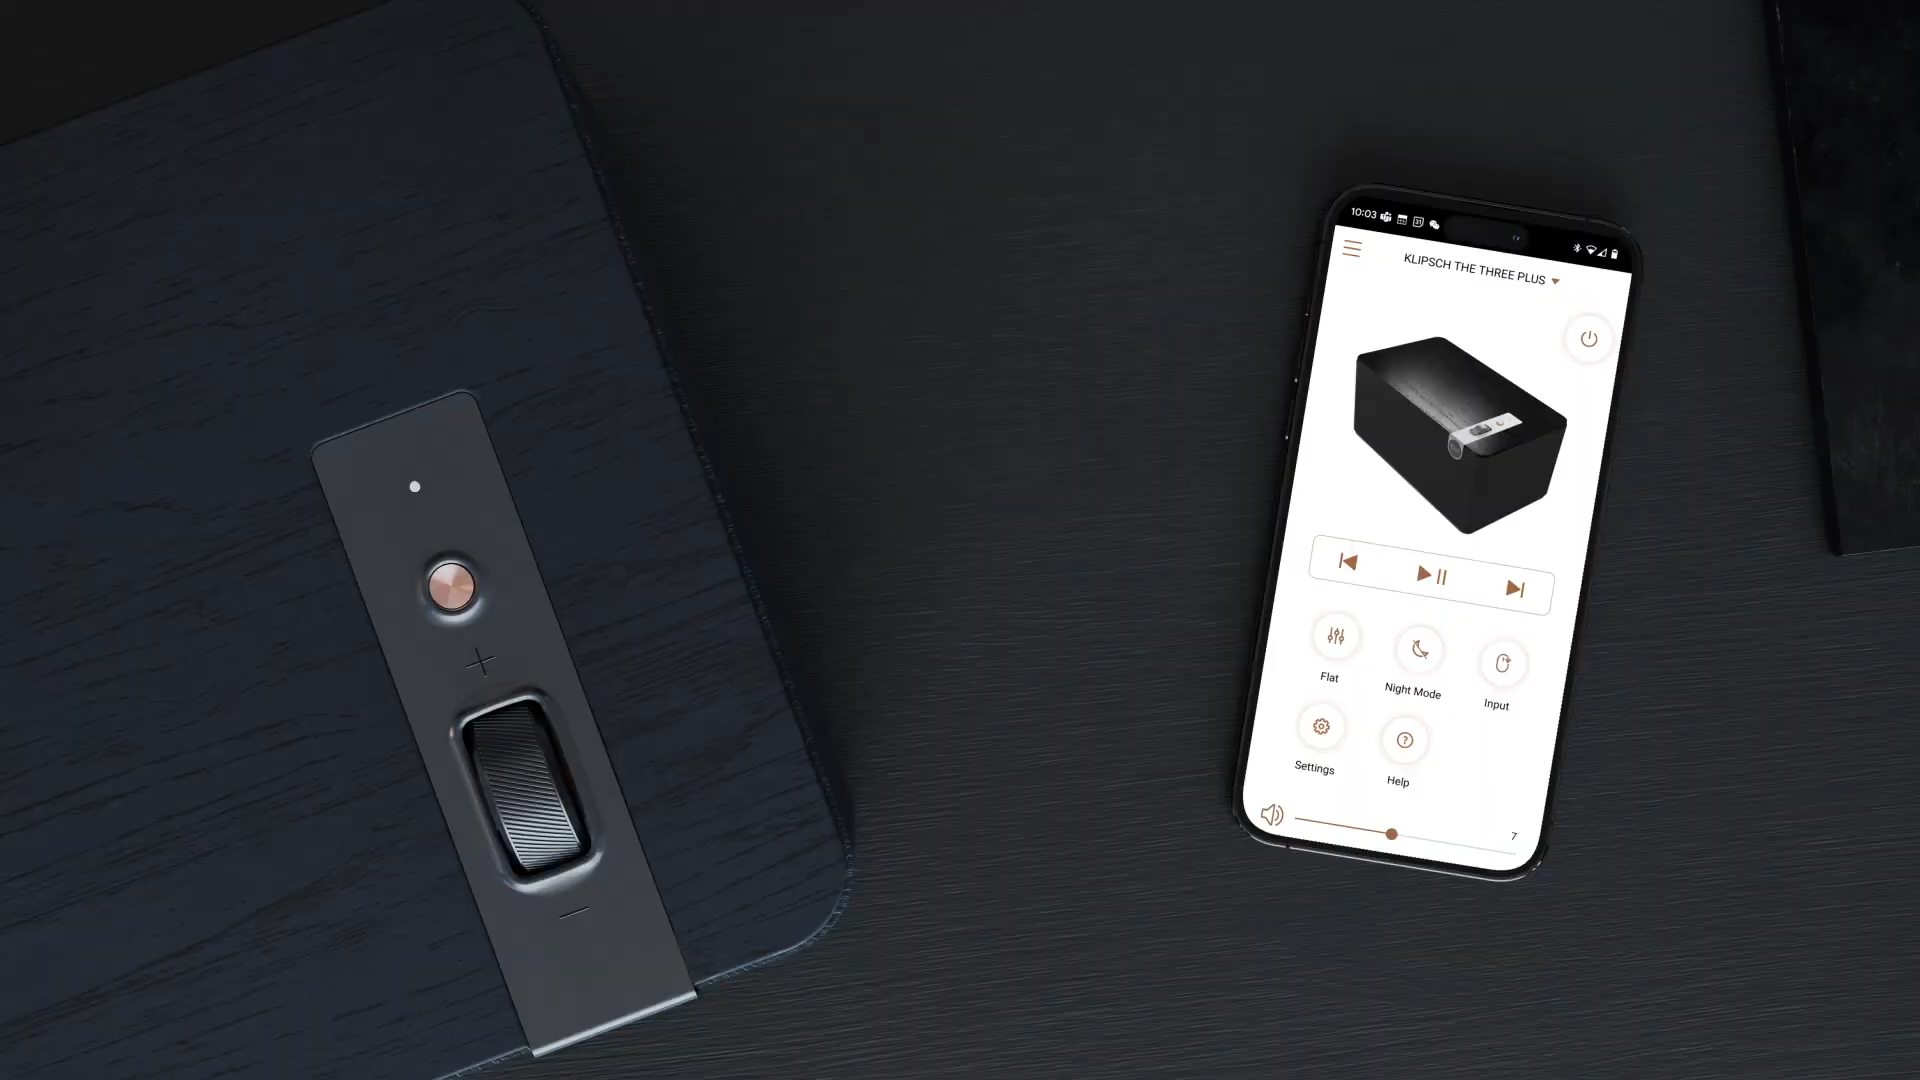 10:03
KLIPSCH THE THREE PLUS
Flat
Night Mode
Input
Settings
Help
7